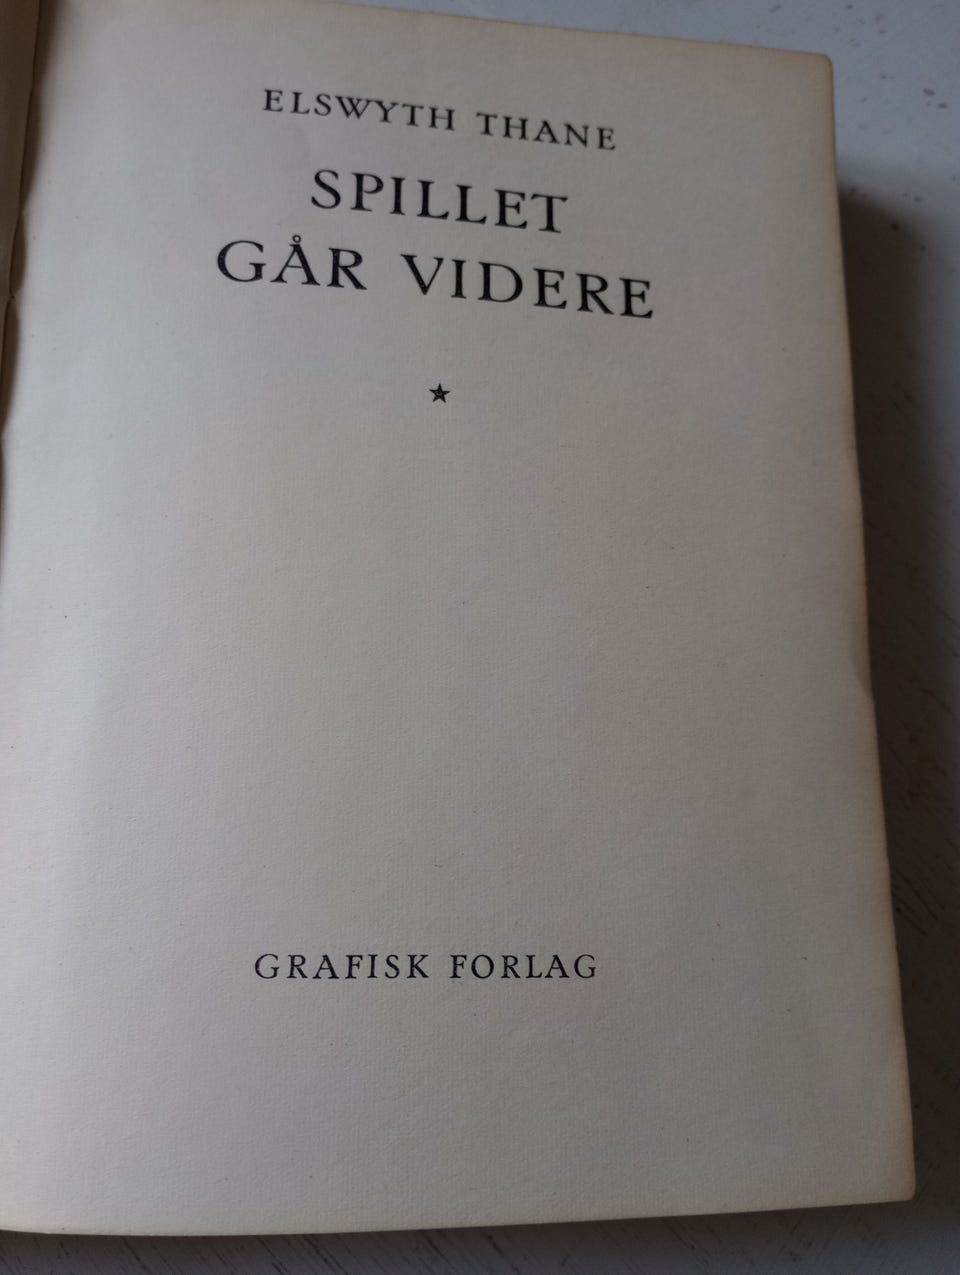 ELSWYTH THANE
SPILLET
GÅR VIDERE
GRAFISK FORLAG